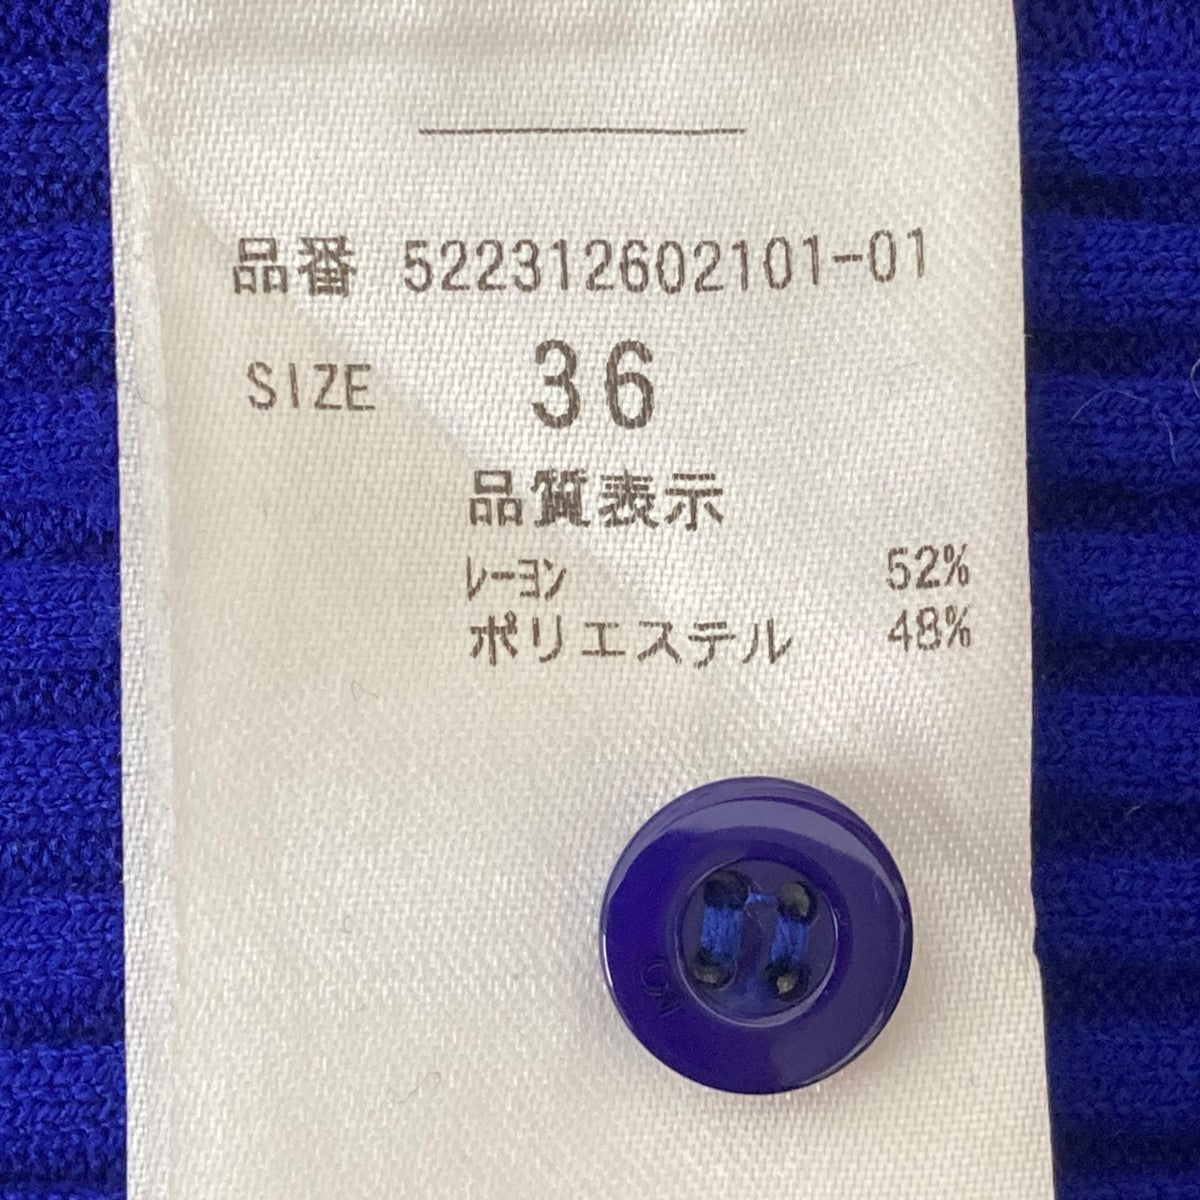 品番 522312602101-01
SIZE 36
品質表示
ﾚｰﾖﾝ 52%
ポリエステル 48%